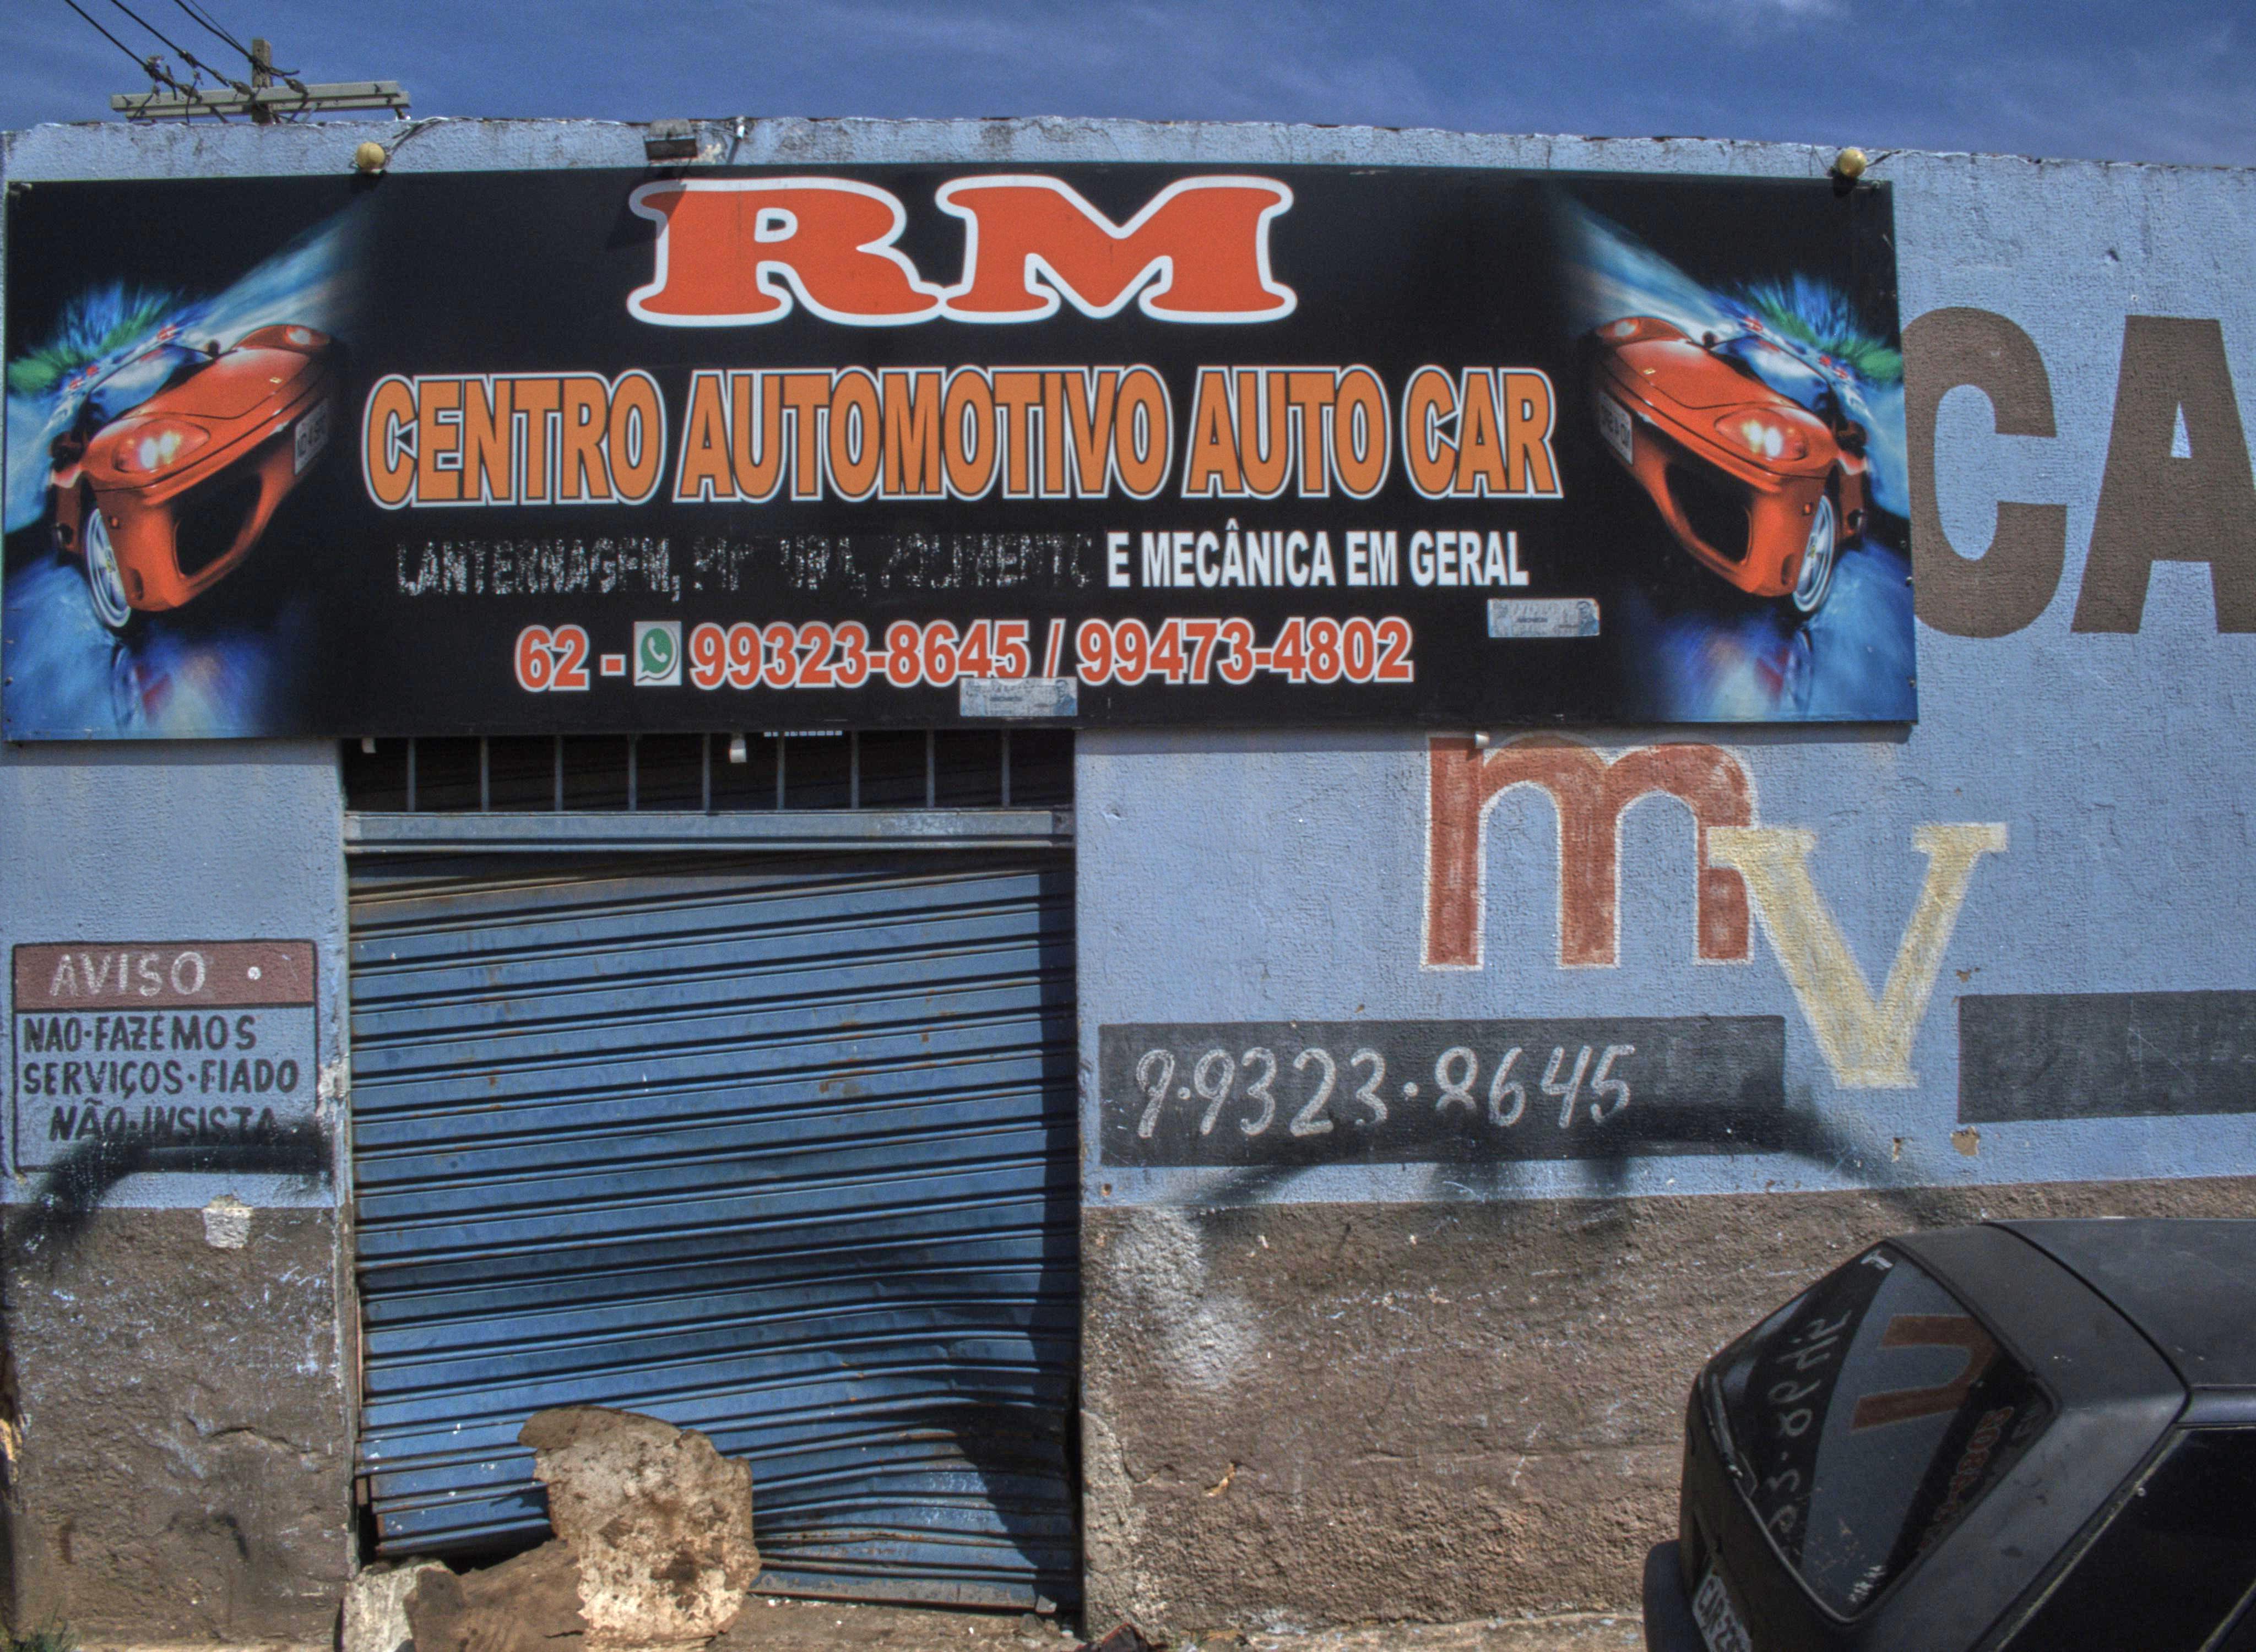 RM
CENTRO AUTOMOTIVO AUTO CAR
LANTERNAGEM, POLIMENTO E MECÂNICA EM GERAL
62 - 99323-8645 / 99473-4802
CA
mV
AVISO
NAO·FAZEMOS
SERVIÇOS·FIADO
NÃO·INSISTA
9·9323·8645